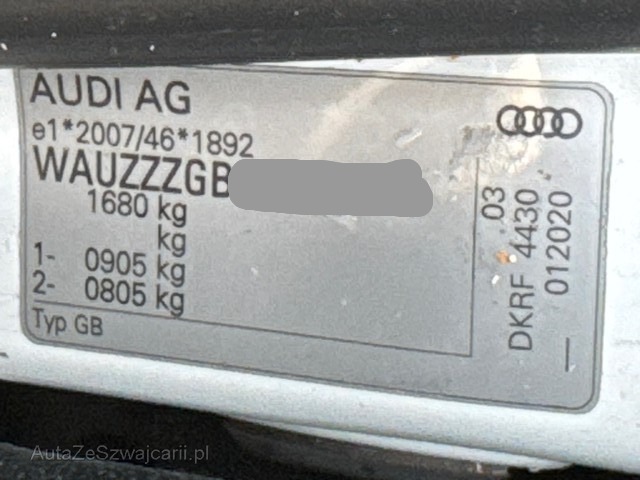 AUDI AG
e1*2007/46*1892
WAUZZZGB
1680 kg
kg
1- 0905 kg
2- 0805 kg
Typ GB
03
DKRF 4430
012020
AutaZeSzwajcarii.pl